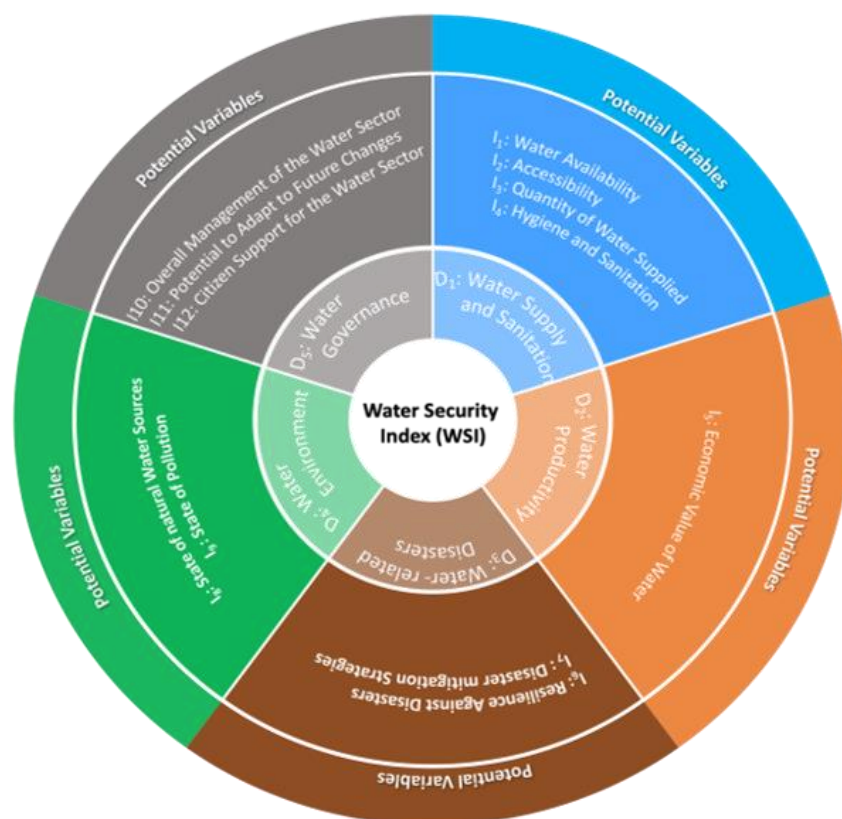 Water Security
Index (WSI)
D₁: Water Supply
and Sanitation
I₁: Water Availability
I₂: Accessibility
I₃: Quantity of Water Supplied
I₄: Hygiene and Sanitation
Potential Variables
D₂: Water
Productivity
I₅: Economic Value of Water
Potential Variables
D₃: Water- related
Disasters
I₆: Resilience Against Disasters
I₇: Disaster mitigation Strategies
Potential Variables
D₄: Water
Environment
I₈: State of natural Water Sources
I₉: State of Pollution
Potential Variables
D₅: Water
Governance
I10: Overall Management of the Water Sector
I11: Potential to Adapt to Future Changes
I12: Citizen Support for the Water Sector
Potential Variables